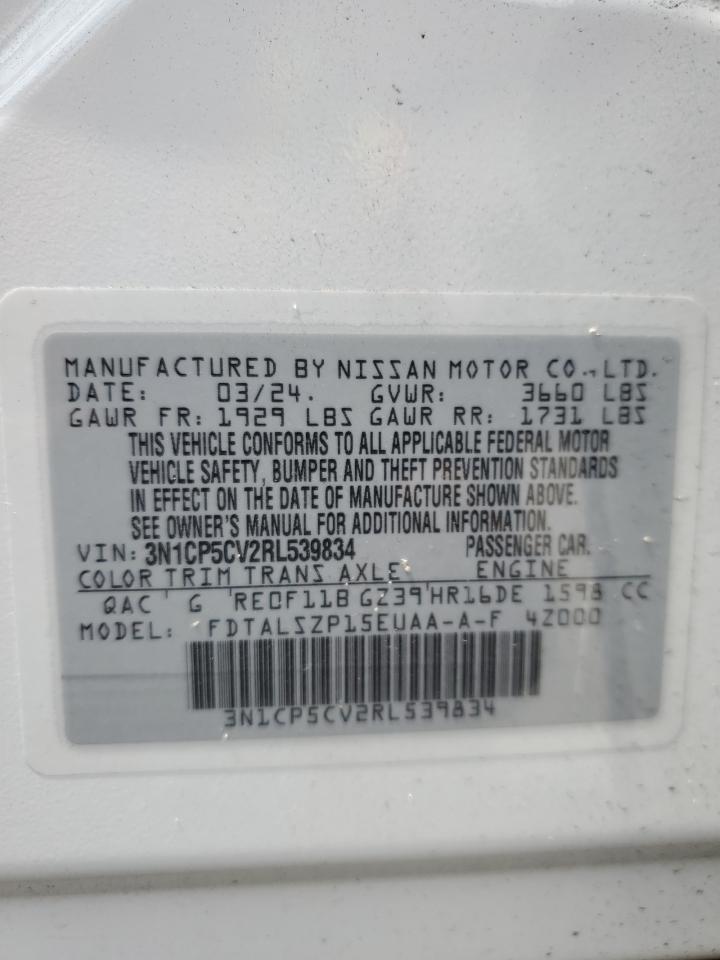 MANUFACTURED BY NISSAN MOTOR CO.,LTD.
DATE: 03/24. GVWR: 3660 LBS
GAWR FR: 1929 LBS GAWR RR: 1731 LBS
THIS VEHICLE CONFORMS TO ALL APPLICABLE FEDERAL MOTOR
VEHICLE SAFETY, BUMPER AND THEFT PREVENTION STANDARDS
IN EFFECT ON THE DATE OF MANUFACTURE SHOWN ABOVE.
SEE OWNER'S MANUAL FOR ADDITIONAL INFORMATION.
VIN: 3N1CP5CV2RL539834 PASSENGER CAR.
COLOR TRIM TRANS AXLE ENGINE
QAC G RE0F11B GZ39 HR16DE 1598 CC
MODEL: FDTALSZP15EUAA-A-F 4Z000
3N1CP5CV2RL539834